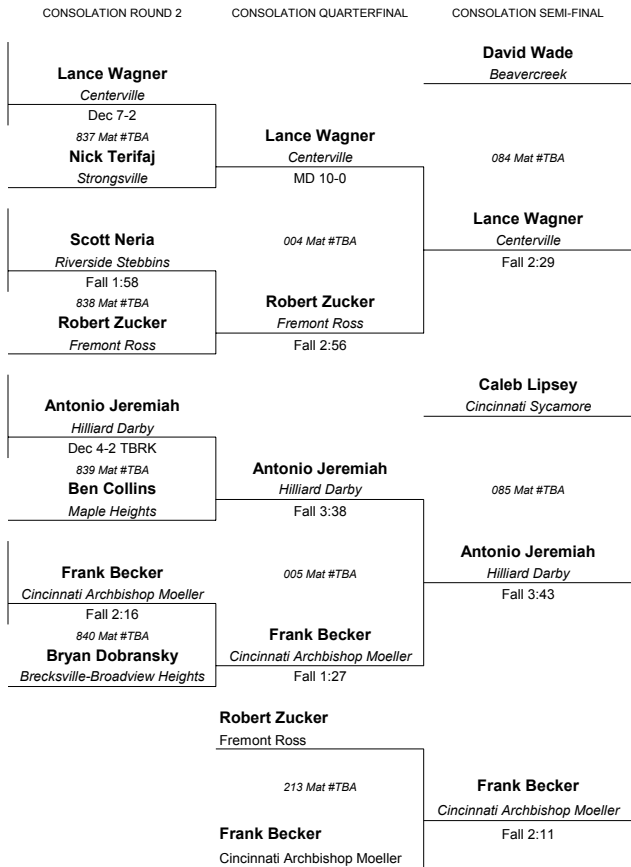 CONSOLATION ROUND 2
CONSOLATION QUARTERFINAL
CONSOLATION SEMI-FINAL
Lance Wagner
Centerville
Dec 7-2
837 Mat #TBA
Nick Terifaj
Strongsville
Scott Neria
Riverside Stebbins
Fall 1:58
838 Mat #TBA
Robert Zucker
Fremont Ross
Antonio Jeremiah
Hilliard Darby
Dec 4-2 TBRK
839 Mat #TBA
Ben Collins
Maple Heights
Frank Becker
Cincinnati Archbishop Moeller
Fall 2:16
840 Mat #TBA
Bryan Dobransky
Brecksville-Broadview Heights
Lance Wagner
Centerville
MD 10-0
004 Mat #TBA
Robert Zucker
Fremont Ross
Fall 2:56
Antonio Jeremiah
Hilliard Darby
Fall 3:38
005 Mat #TBA
Frank Becker
Cincinnati Archbishop Moeller
Fall 1:27
Robert Zucker
Fremont Ross
213 Mat #TBA
Frank Becker
Cincinnati Archbishop Moeller
David Wade
Beavercreek
084 Mat #TBA
Lance Wagner
Centerville
Fall 2:29
Caleb Lipsey
Cincinnati Sycamore
085 Mat #TBA
Antonio Jeremiah
Hilliard Darby
Fall 3:43
Frank Becker
Cincinnati Archbishop Moeller
Fall 2:11